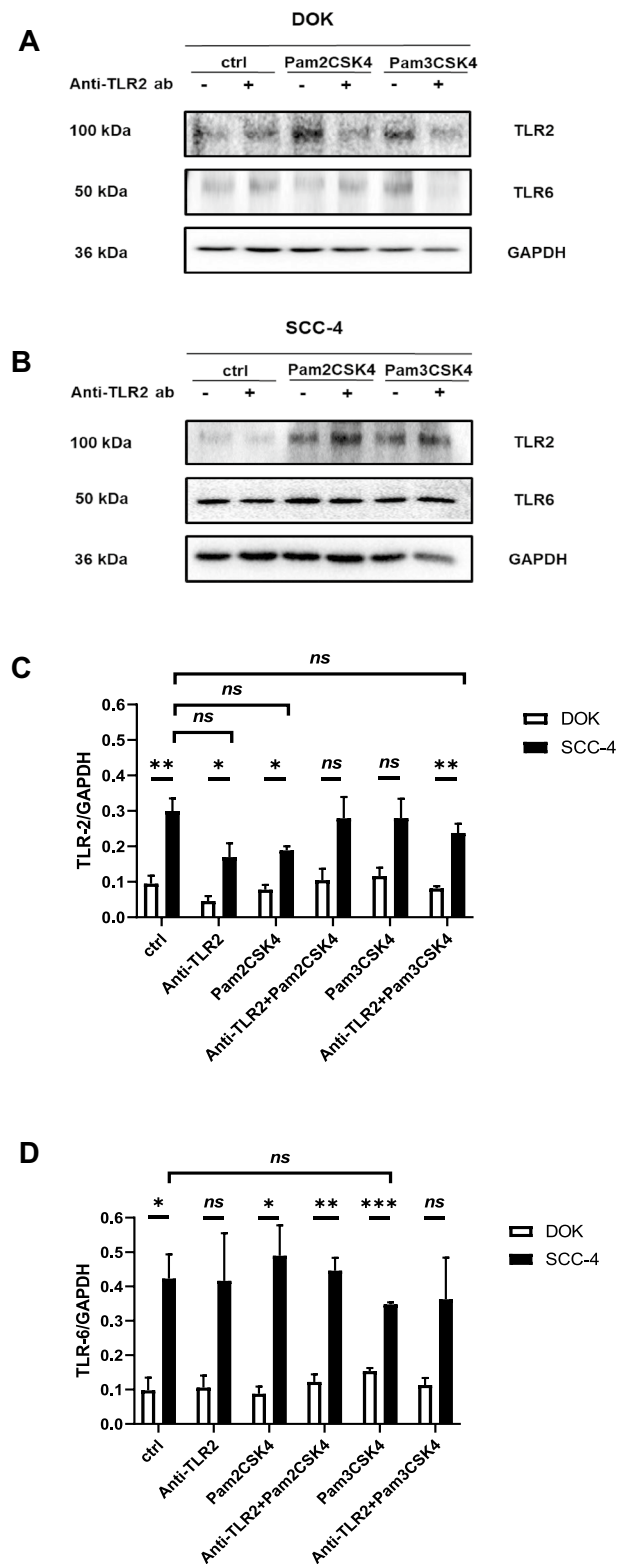 A
DOK
ctrl Pam2CSK4 Pam3CSK4
Anti-TLR2 ab - + - + - +
100 kDa TLR2
50 kDa TLR6
36 kDa GAPDH
SCC-4
B
ctrl Pam2CSK4 Pam3CSK4
Anti-TLR2 ab - + - + - +
100 kDa TLR2
50 kDa TLR6
36 kDa GAPDH
C
ns
ns
ns
** * * ns ns **
DOK
SCC-4
TLR-2/GAPDH
0.6
0.5
0.4
0.3
0.2
0.1
0.0
ctrl
Anti-TLR2
Pam2CSK4
Anti-TLR2+Pam2CSK4
Pam3CSK4
Anti-TLR2+Pam3CSK4
D
ns
* ns * ** *** ns
DOK
SCC-4
TLR-6/GAPDH
0.6
0.5
0.4
0.3
0.2
0.1
0.0
ctrl
Anti-TLR2
Pam2CSK4
Anti-TLR2+Pam2CSK4
Pam3CSK4
Anti-TLR2+Pam3CSK4